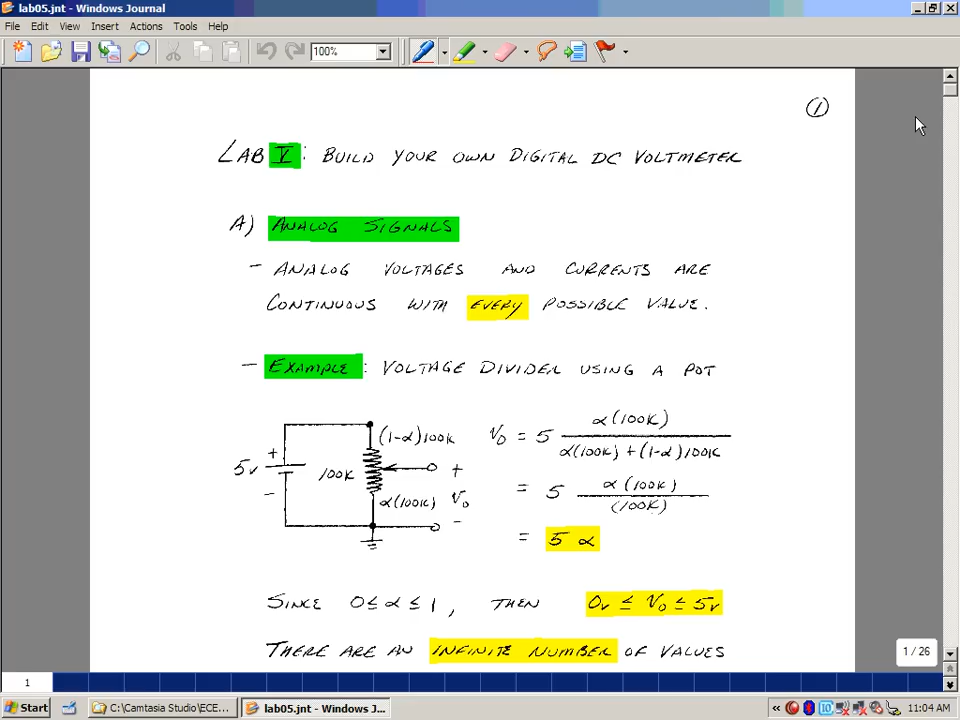 lab05.jnt - Windows Journal
File Edit View Insert Actions Tools Help
100%
1
LAB V: BUILD YOUR OWN DIGITAL DC VOLTMETER
A) ANALOG SIGNALS
- ANALOG VOLTAGES AND CURRENTS ARE
CONTINUOUS WITH EVERY POSSIBLE VALUE.
- EXAMPLE: VOLTAGE DIVIDER USING A POT
+ 5V -
100K
(1-α)100K
α(100K)
+ Vo -
Vo = 5 α(100K) / α(100K) + (1-α)100K
= 5 α(100K) / (100K)
= 5 α
SINCE 0 ≤ α ≤ 1, THEN 0V ≤ Vo ≤ 5V
THERE ARE AN INFINITE NUMBER OF VALUES
1 / 26
1
Start
C:\Camtasia Studio\ECE...
lab05.jnt - Windows J...
11:04 AM